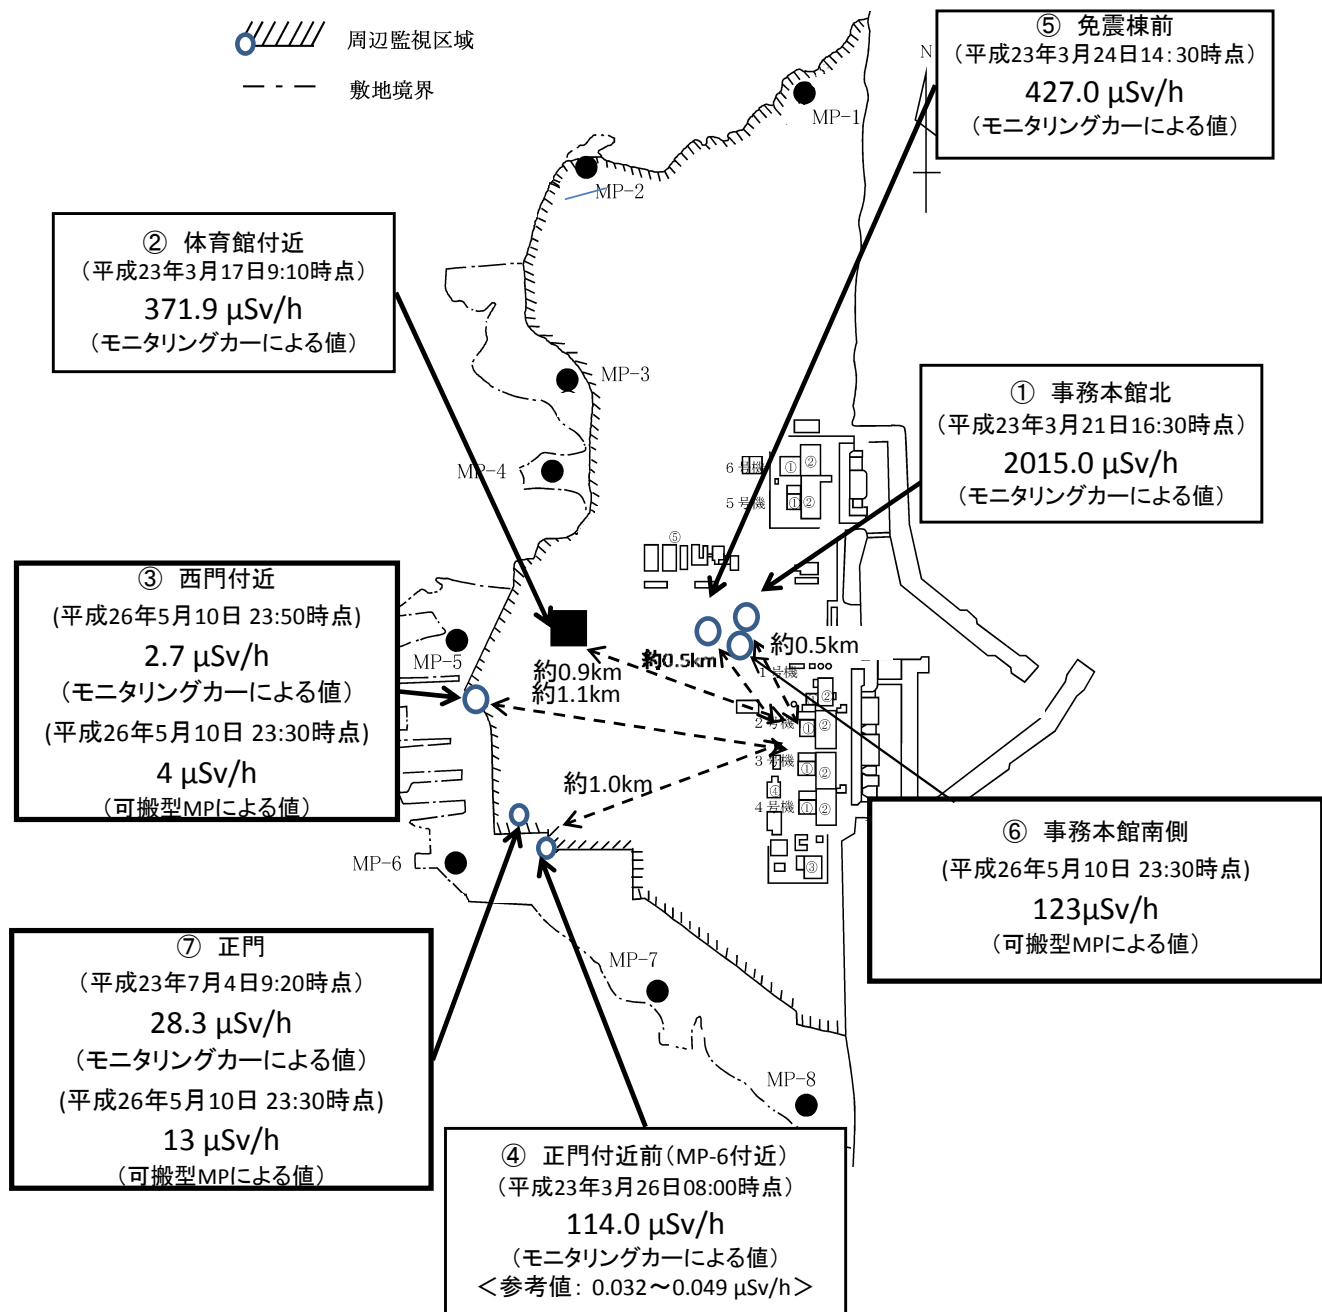 周辺監視区域
敷地境界
⑤ 免震棟前
（平成23年3月24日14:30時点）
427.0 μSv/h
（モニタリングカーによる値）
N
MP-1
MP-2
② 体育館付近
（平成23年3月17日9:10時点）
371.9 μSv/h
（モニタリングカーによる値）
MP-3
① 事務本館北
（平成23年3月21日16:30時点）
2015.0 μSv/h
（モニタリングカーによる値）
MP-4
6号機
①
②
5号機
①
②
⑤
③ 西門付近
(平成26年5月10日 23:50時点)
2.7 μSv/h
（モニタリングカーによる値）
(平成26年5月10日 23:30時点)
4 μSv/h
（可搬型MPによる値）
MP-5
約0.9km
約1.1km
約0.5km
約0.5km
1号機
②
2号機
①
②
3号機
①
②
④
4号機
①
②
③
約1.0km
MP-6
⑥ 事務本館南側
(平成26年5月10日 23:30時点)
123μSv/h
（可搬型MPによる値）
⑦ 正門
（平成23年7月4日9:20時点）
28.3 μSv/h
（モニタリングカーによる値）
(平成26年5月10日 23:30時点)
13 μSv/h
（可搬型MPによる値）
MP-7
MP-8
④ 正門付近前（MP-6付近）
（平成23年3月26日08:00時点）
114.0 μSv/h
（モニタリングカーによる値）
＜参考値: 0.032～0.049 μSv/h＞